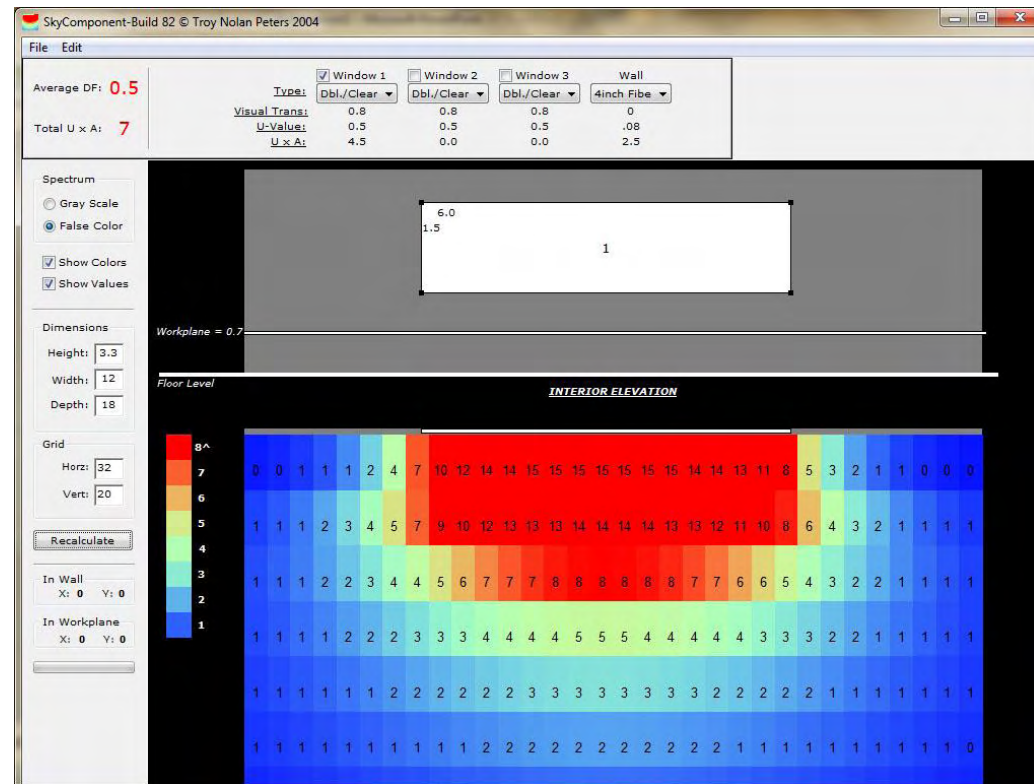 SkyComponent-Build 82 © Troy Nolan Peters 2004
File Edit
Average DF: 0.5
Total U x A: 7
Window 1 Window 2 Window 3 Wall
Type: Dbl./Clear Dbl./Clear Dbl./Clear 4inch Fibe
Visual Trans: 0.8 0.8 0.8 0
U-Value: 0.5 0.5 0.5 .08
U x A: 4.5 0.0 0.0 2.5
Spectrum
Gray Scale
False Color
Show Colors
Show Values
Dimensions
Height: 3.3
Width: 12
Depth: 18
Grid
Horz: 32
Vert: 20
Recalculate
In Wall
X: 0 Y: 0
In Workplane
X: 0 Y: 0
6.0
1.5
1
Workplane = 0.7
Floor Level
INTERIOR ELEVATION
8^
7
6
5
4
3
2
1
0 0 1 1 1 2 4 7 10 12 14 14 15 15 15 15 15 15 15 14 14 13 11 8 5 3 2 1 1 0 0 0
1 1 1 2 3 4 5 7 9 10 12 13 13 13 14 14 14 14 13 13 12 11 10 8 6 4 3 2 1 1 1 1
1 1 1 2 2 3 4 4 5 6 7 7 7 8 8 8 8 8 8 7 7 6 6 5 4 3 2 2 1 1 1 1
1 1 1 1 2 2 2 3 3 3 4 4 4 4 5 5 5 4 4 4 4 4 3 3 3 2 2 1 1 1 1 1
1 1 1 1 1 1 2 2 2 2 2 2 3 3 3 3 3 3 3 3 2 2 2 2 2 1 1 1 1 1 1 1
1 1 1 1 1 1 1 1 1 1 2 2 2 2 2 2 2 2 2 2 2 1 1 1 1 1 1 1 1 1 1 0